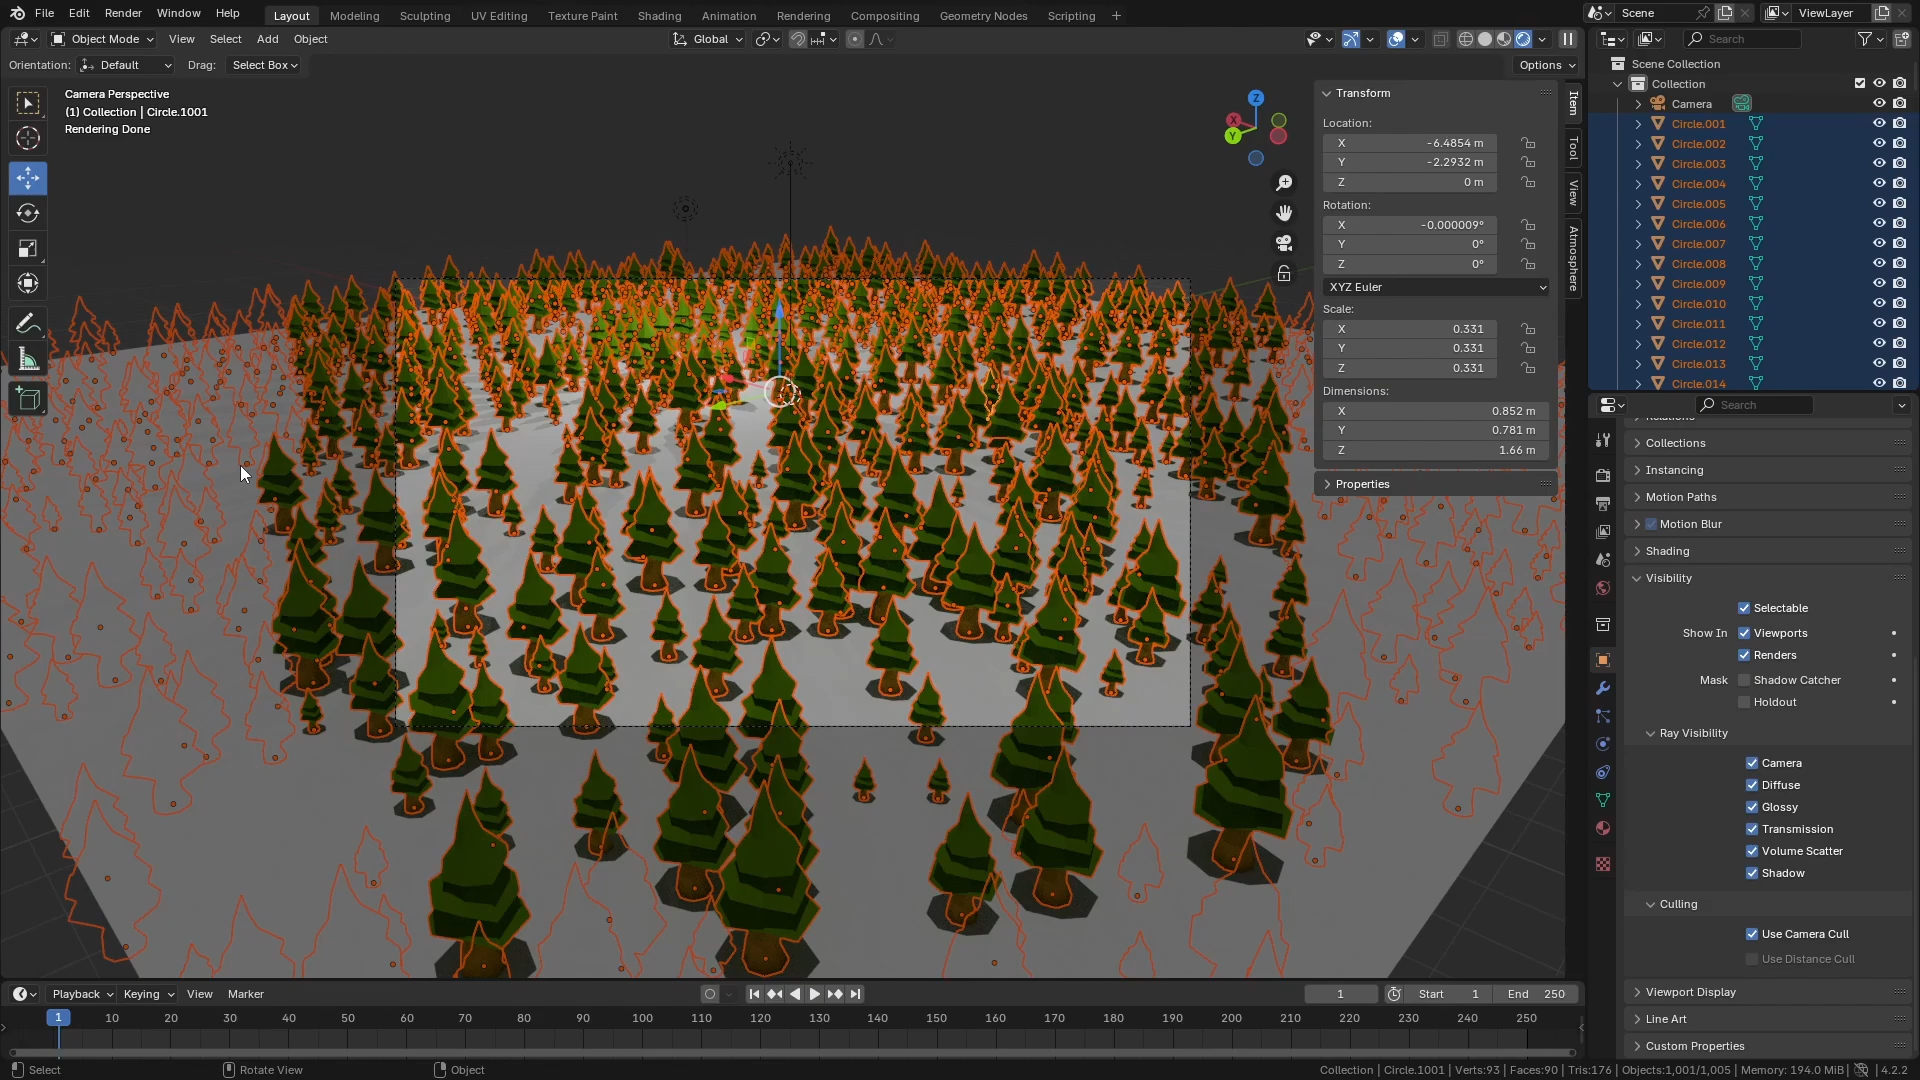 File Edit Render Window Help Layout Modeling Sculpting UV Editing Texture Paint Shading Animation Rendering Compositing Geometry Nodes Scripting + Scene ViewLayer
Object Mode View Select Add Object Global Search
Orientation: Default Drag: Select Box Options
Camera Perspective
(1) Collection | Circle.1001
Rendering Done
Z
X
Y
Transform
Location:
X -6.4854 m
Y -2.2932 m
Z 0 m
Rotation:
X -0.000009°
Y 0°
Z 0°
XYZ Euler
Scale:
X 0.331
Y 0.331
Z 0.331
Dimensions:
X 0.852 m
Y 0.781 m
Z 1.66 m
Properties
Item
Tool
View
Atmosphere
Scene Collection
Collection
Camera
Circle.001
Circle.002
Circle.003
Circle.004
Circle.005
Circle.006
Circle.007
Circle.008
Circle.009
Circle.010
Circle.011
Circle.012
Circle.013
Circle.014
Search
Relations
Collections
Instancing
Motion Paths
Motion Blur
Shading
Visibility
Selectable
Show In Viewports
Renders
Mask Shadow Catcher
Holdout
Ray Visibility
Camera
Diffuse
Glossy
Transmission
Volume Scatter
Shadow
Culling
Use Camera Cull
Use Distance Cull
Viewport Display
Line Art
Custom Properties
Playback Keying View Marker 1 Start 1 End 250
1 10 20 30 40 50 60 70 80 90 100 110 120 130 140 150 160 170 180 190 200 210 220 230 240 250
Select Rotate View Object Collection | Circle.1001 | Verts:93 | Faces:90 | Tris:176 | Objects:1,001/1,005 | Memory: 194.0 MiB | 4.2.2